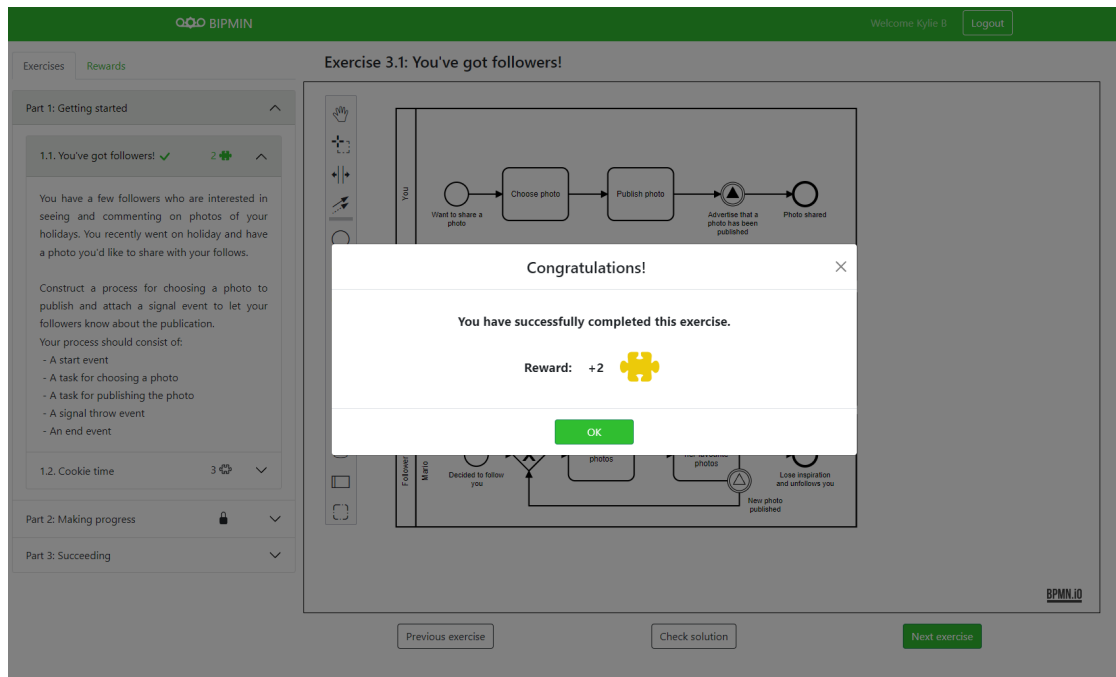 BIPMIN
Welcome Kylie B
Logout
Exercises
Rewards
Exercise 3.1: You've got followers!
Part 1: Getting started
1.1. You've got followers!
2
You have a few followers who are interested in
seeing and commenting on photos of your
holidays. You recently went on holiday and have
a photo you'd like to share with your follows.
Construct a process for choosing a photo to
publish and attach a signal event to let your
followers know about the publication.
Your process should consist of:
- A start event
- A task for choosing a photo
- A task for publishing the photo
- A signal throw event
- An end event
1.2. Cookie time
3
Part 2: Making progress
Part 3: Succeeding
You
Want to share a
photo
Choose photo
Publish photo
Advertise that a
photo has been
published
Photo shared
Congratulations!
You have successfully completed this exercise.
Reward: +2
OK
Mario
Decided to follow
you
photos
photos
New photo
published
Lose inspiration
and unfollows you
BPMN.iO
Previous exercise
Check solution
Next exercise